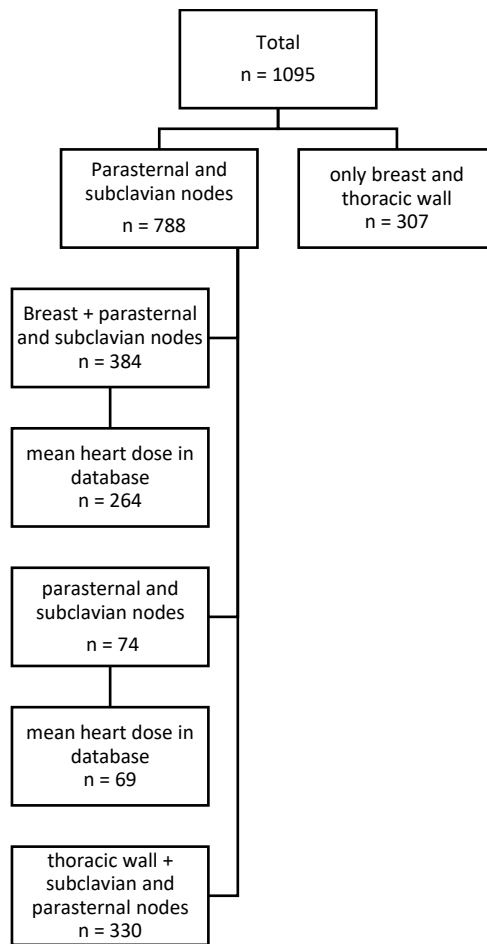 Total
n = 1095
Parasternal and
subclavian nodes
n = 788
only breast and
thoracic wall
n = 307
Breast + parasternal
and subclavian nodes
n = 384
mean heart dose in
database
n = 264
parasternal and
subclavian nodes
n = 74
mean heart dose in
database
n = 69
thoracic wall +
subclavian and
parasternal nodes
n = 330